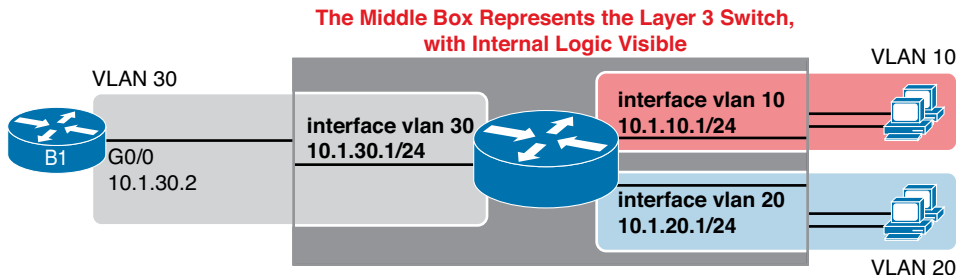 The Middle Box Represents the Layer 3 Switch,
with Internal Logic Visible
VLAN 30
B1
G0/0
10.1.30.2
interface vlan 30
10.1.30.1/24
VLAN 10
interface vlan 10
10.1.10.1/24
interface vlan 20
10.1.20.1/24
VLAN 20